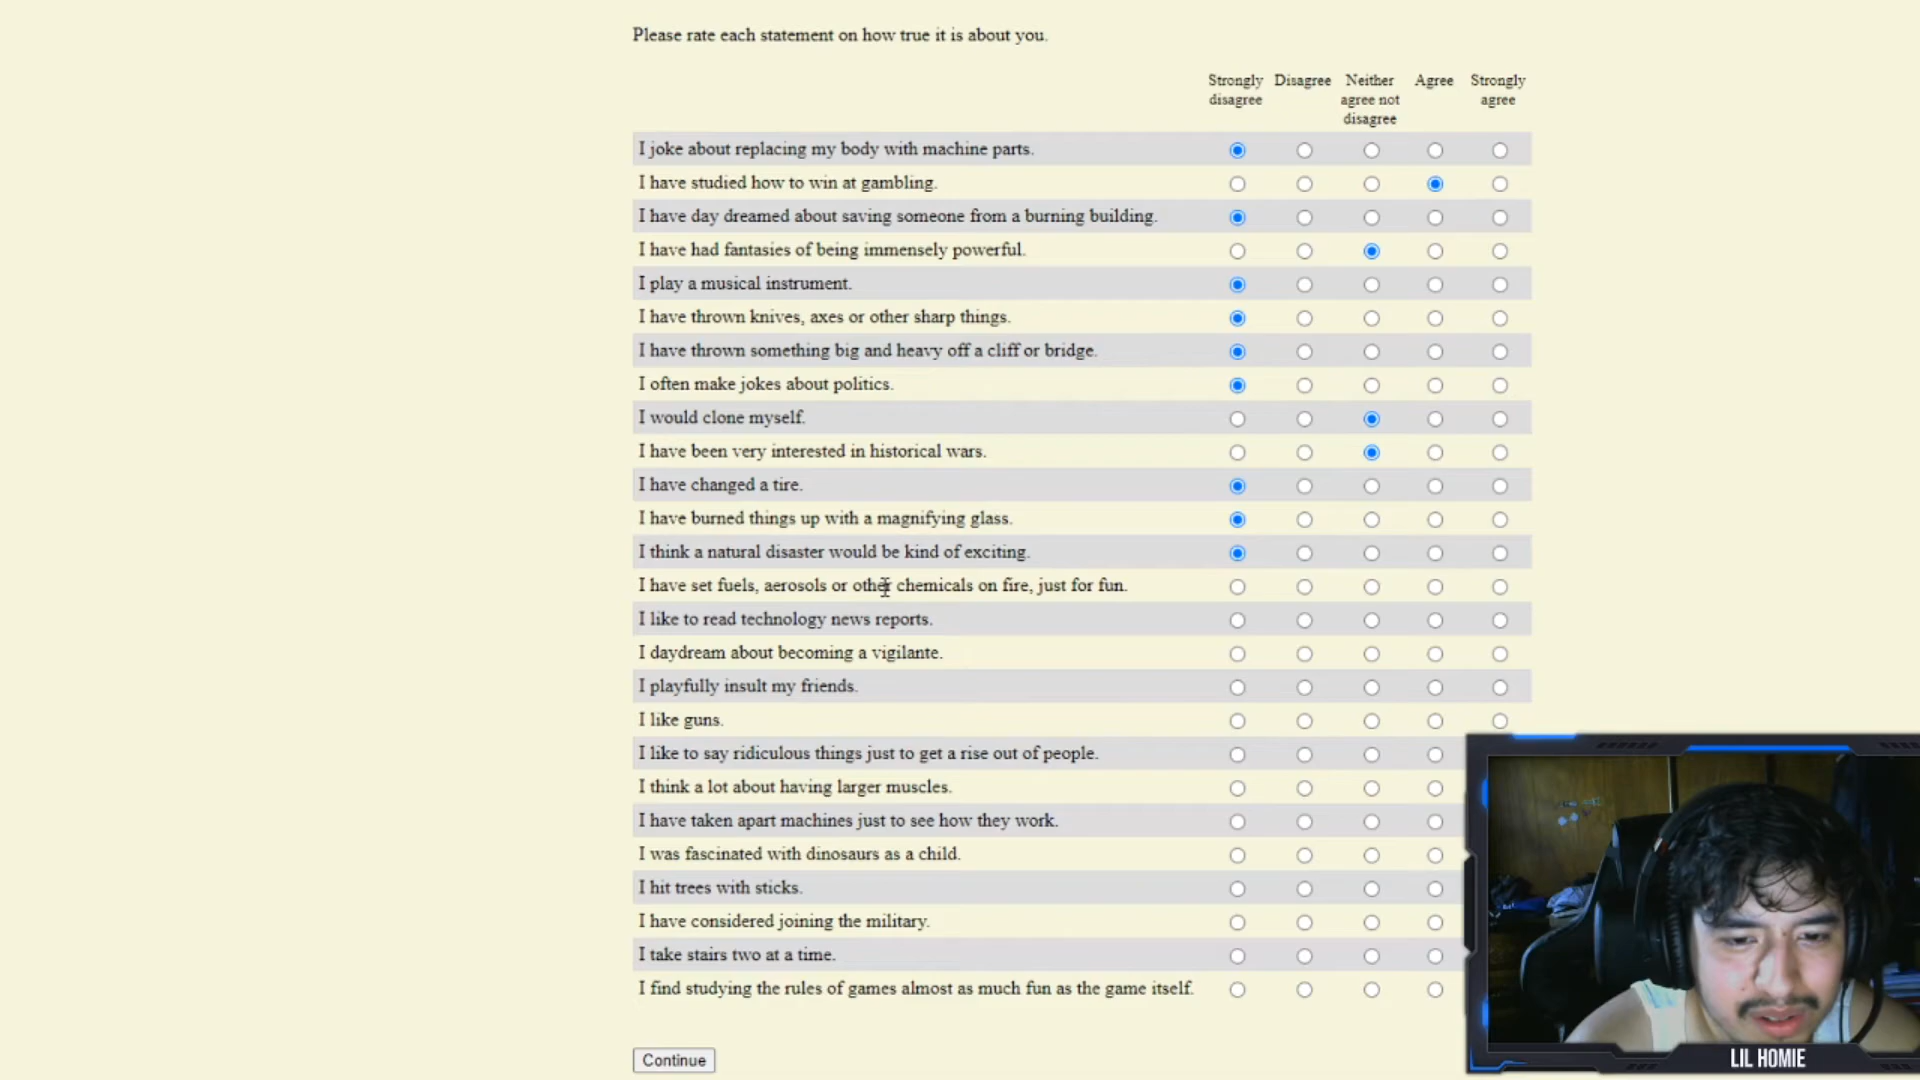 Please rate each statement on how true it is about you.
Strongly disagree Disagree Neither agree not disagree Agree Strongly agree
I joke about replacing my body with machine parts.
I have studied how to win at gambling.
I have day dreamed about saving someone from a burning building.
I have had fantasies of being immensely powerful.
I play a musical instrument.
I have thrown knives, axes or other sharp things.
I have thrown something big and heavy off a cliff or bridge.
I often make jokes about politics.
I would clone myself.
I have been very interested in historical wars.
I have changed a tire.
I have burned things up with a magnifying glass.
I think a natural disaster would be kind of exciting.
I have set fuels, aerosols or other chemicals on fire, just for fun.
I like to read technology news reports.
I daydream about becoming a vigilante.
I playfully insult my friends.
I like guns.
I like to say ridiculous things just to get a rise out of people.
I think a lot about having larger muscles.
I have taken apart machines just to see how they work.
I was fascinated with dinosaurs as a child.
I hit trees with sticks.
I have considered joining the military.
I take stairs two at a time.
I find studying the rules of games almost as much fun as the game itself.
Continue
LIL HOMIE